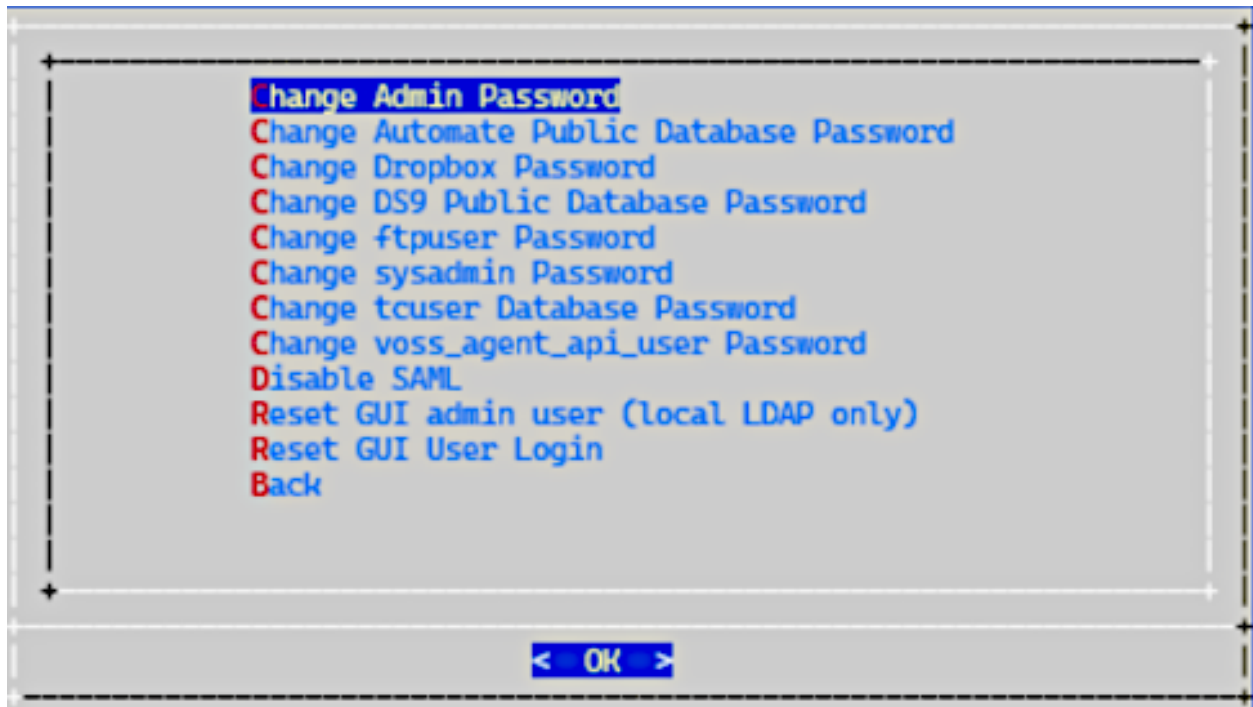 Change Admin Password
Change Automate Public Database Password
Change Dropbox Password
Change DS9 Public Database Password
Change ftpuser Password
Change sysadmin Password
Change tcuser Database Password
Change voss_agent_api_user Password
Disable SAML
Reset GUI admin user (local LDAP only)
Reset GUI User Login
Back
< OK >